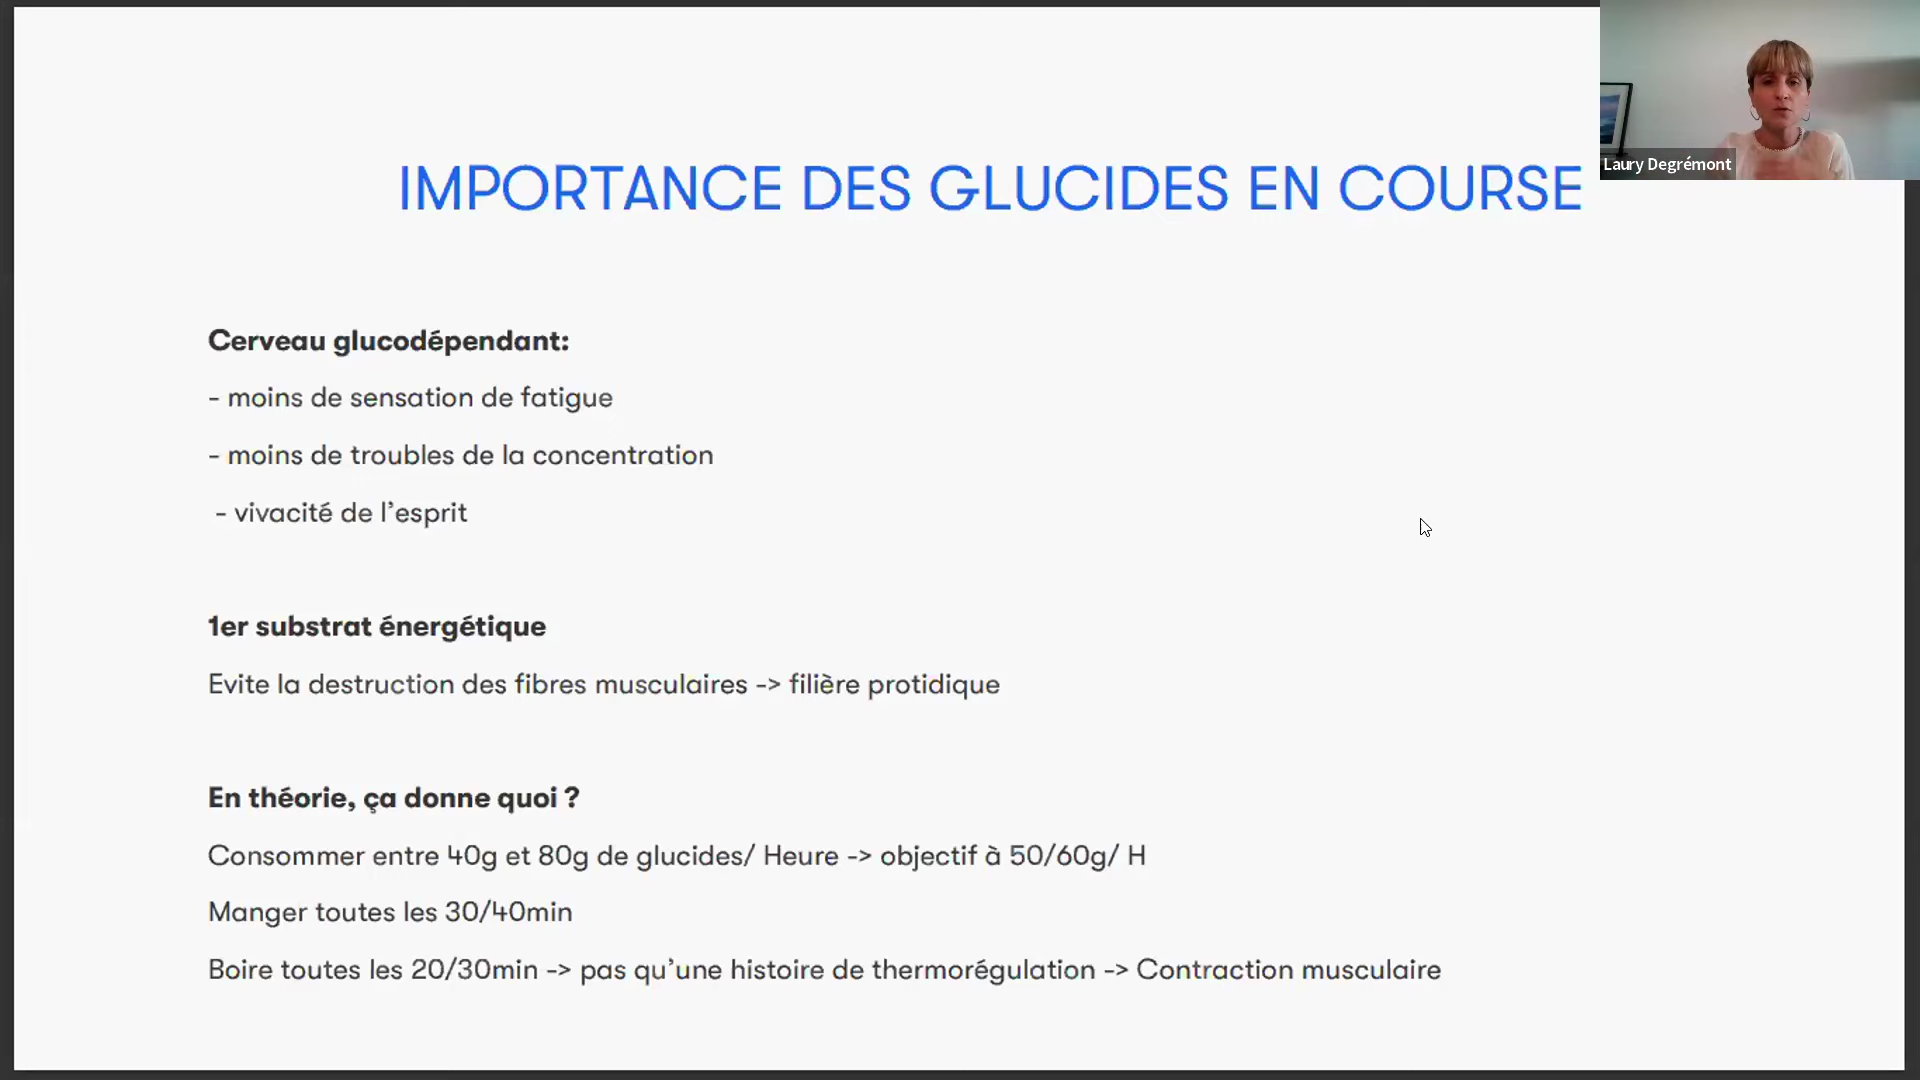 IMPORTANCE DES GLUCIDES EN COURSE
Laury Degrémont
Cerveau glucodépendant:
- moins de sensation de fatigue
- moins de troubles de la concentration
- vivacité de l’esprit
1er substrat énergétique
Evite la destruction des fibres musculaires -> filière protidique
En théorie, ça donne quoi ?
Consommer entre 40g et 80g de glucides/ Heure -> objectif à 50/60g/ H
Manger toutes les 30/40min
Boire toutes les 20/30min -> pas qu’une histoire de thermorégulation -> Contraction musculaire